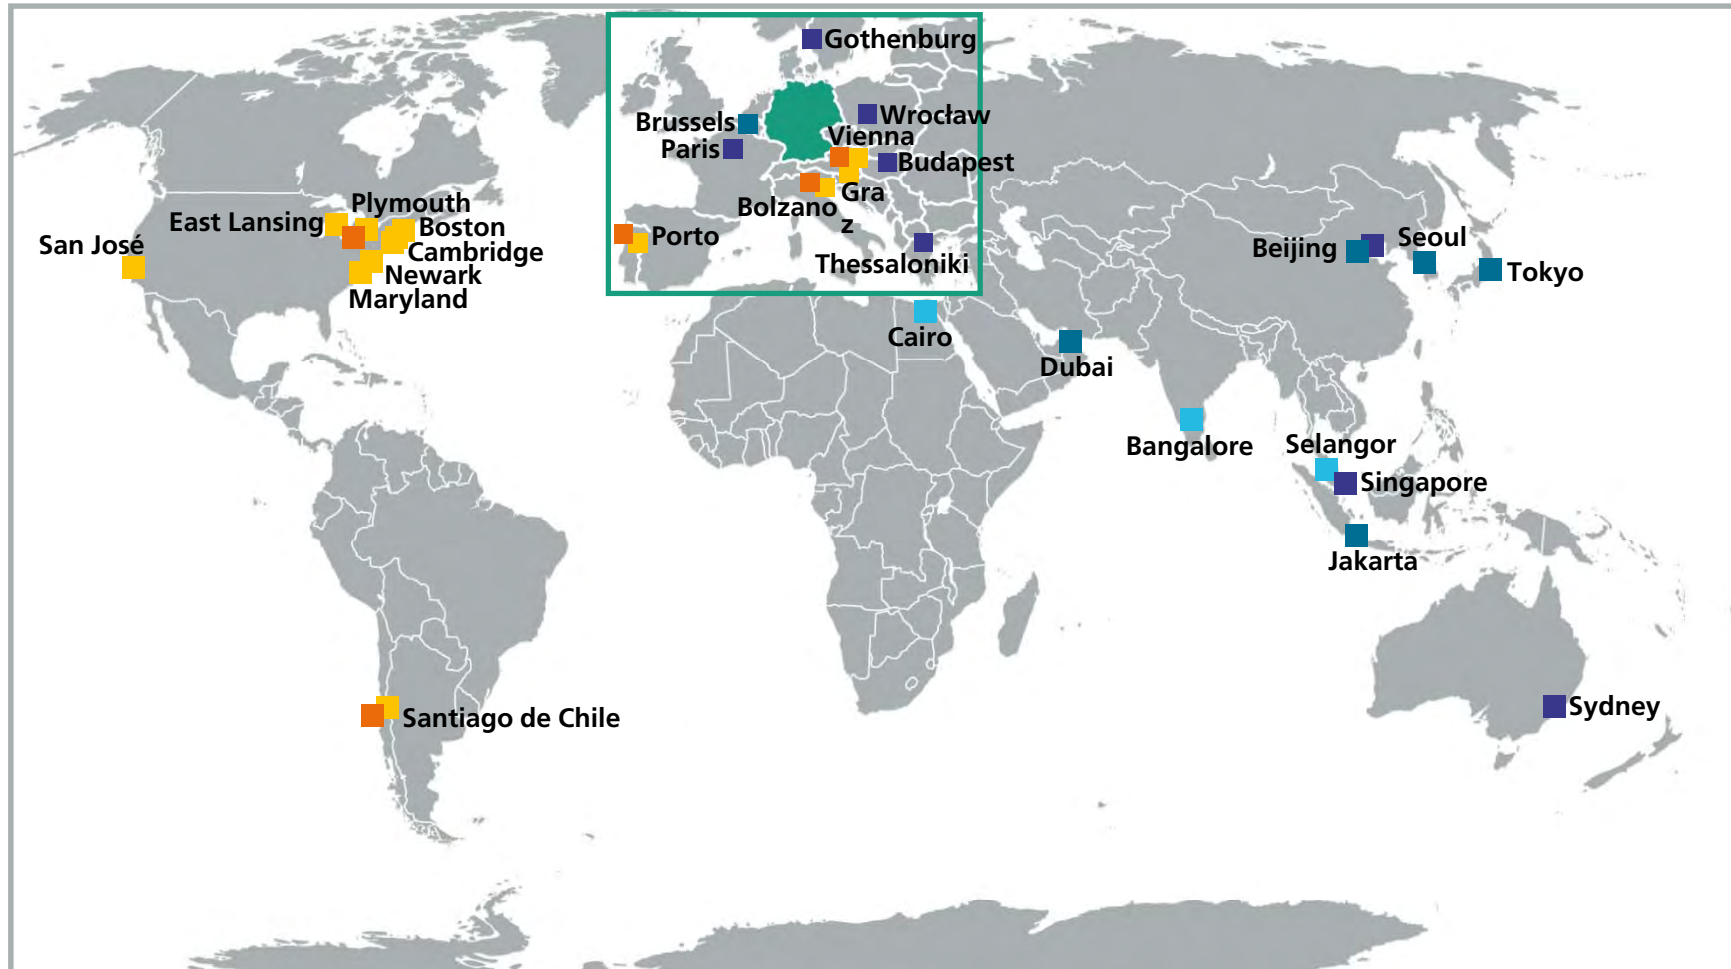 Gothenburg
Brussels
Wrocław
Paris
Vienna
Budapest
Bolzano
Gra
z
Porto
Thessaloniki
Plymouth
East Lansing
Boston
San José
Cambridge
Newark
Maryland
Beijing
Seoul
Tokyo
Cairo
Dubai
Bangalore
Selangor
Singapore
Jakarta
Santiago de Chile
Sydney